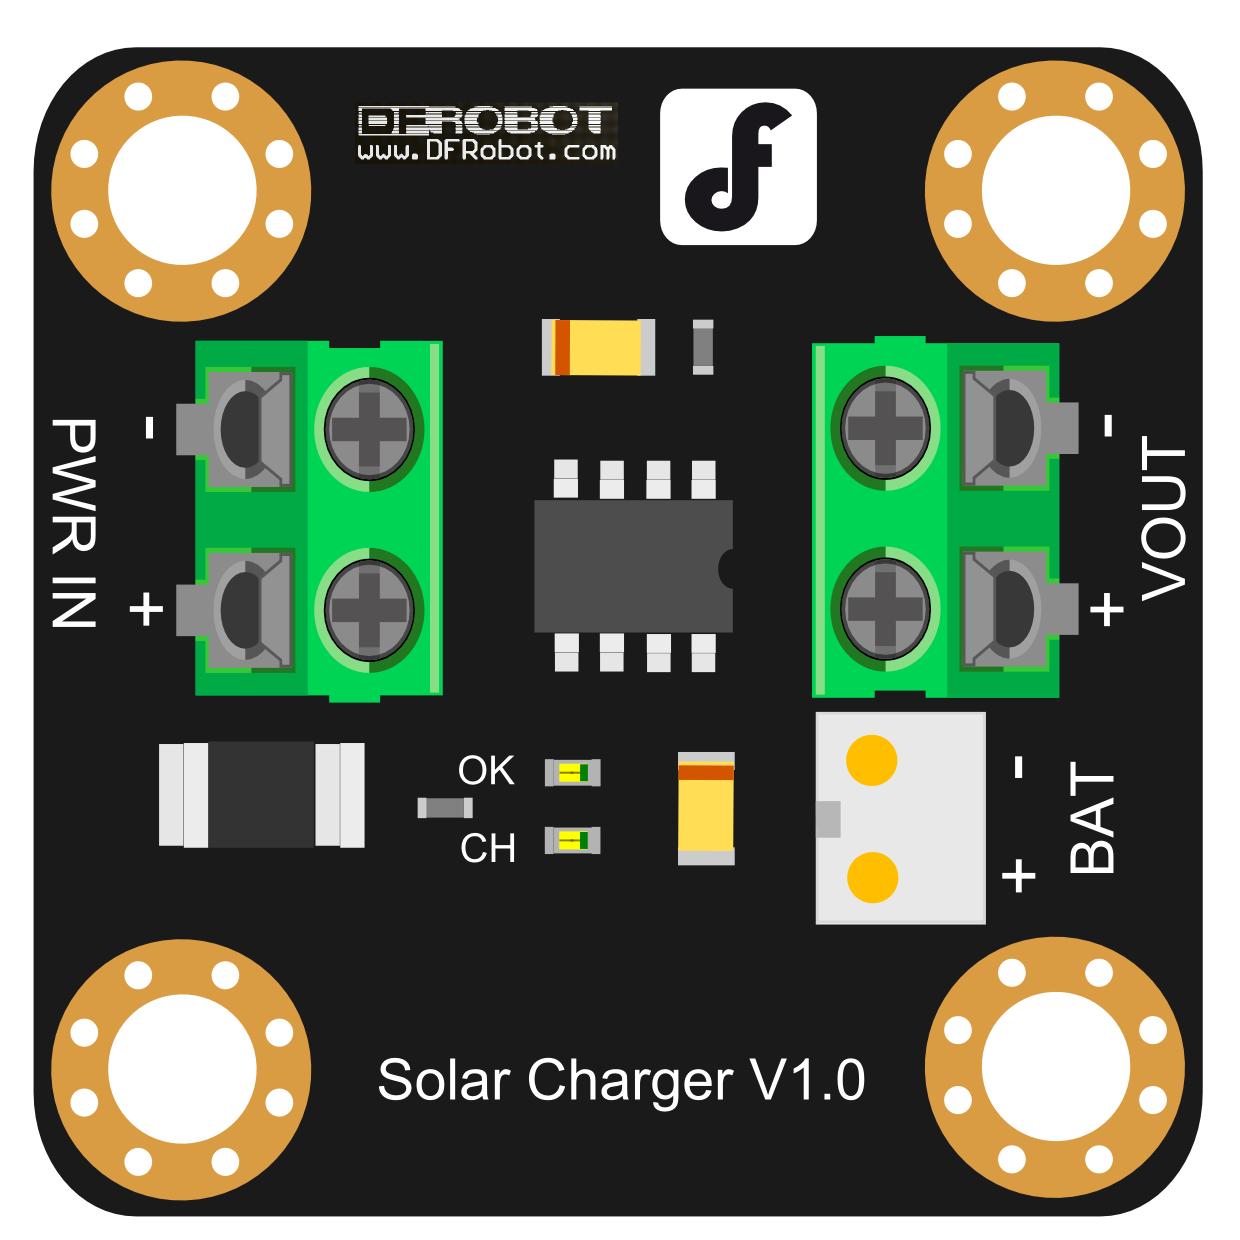 DFROBOT
www.DFRobot.com
-
PWR IN
+
-
VOUT
+
OK
CH
-
BAT
+
Solar Charger V1.0